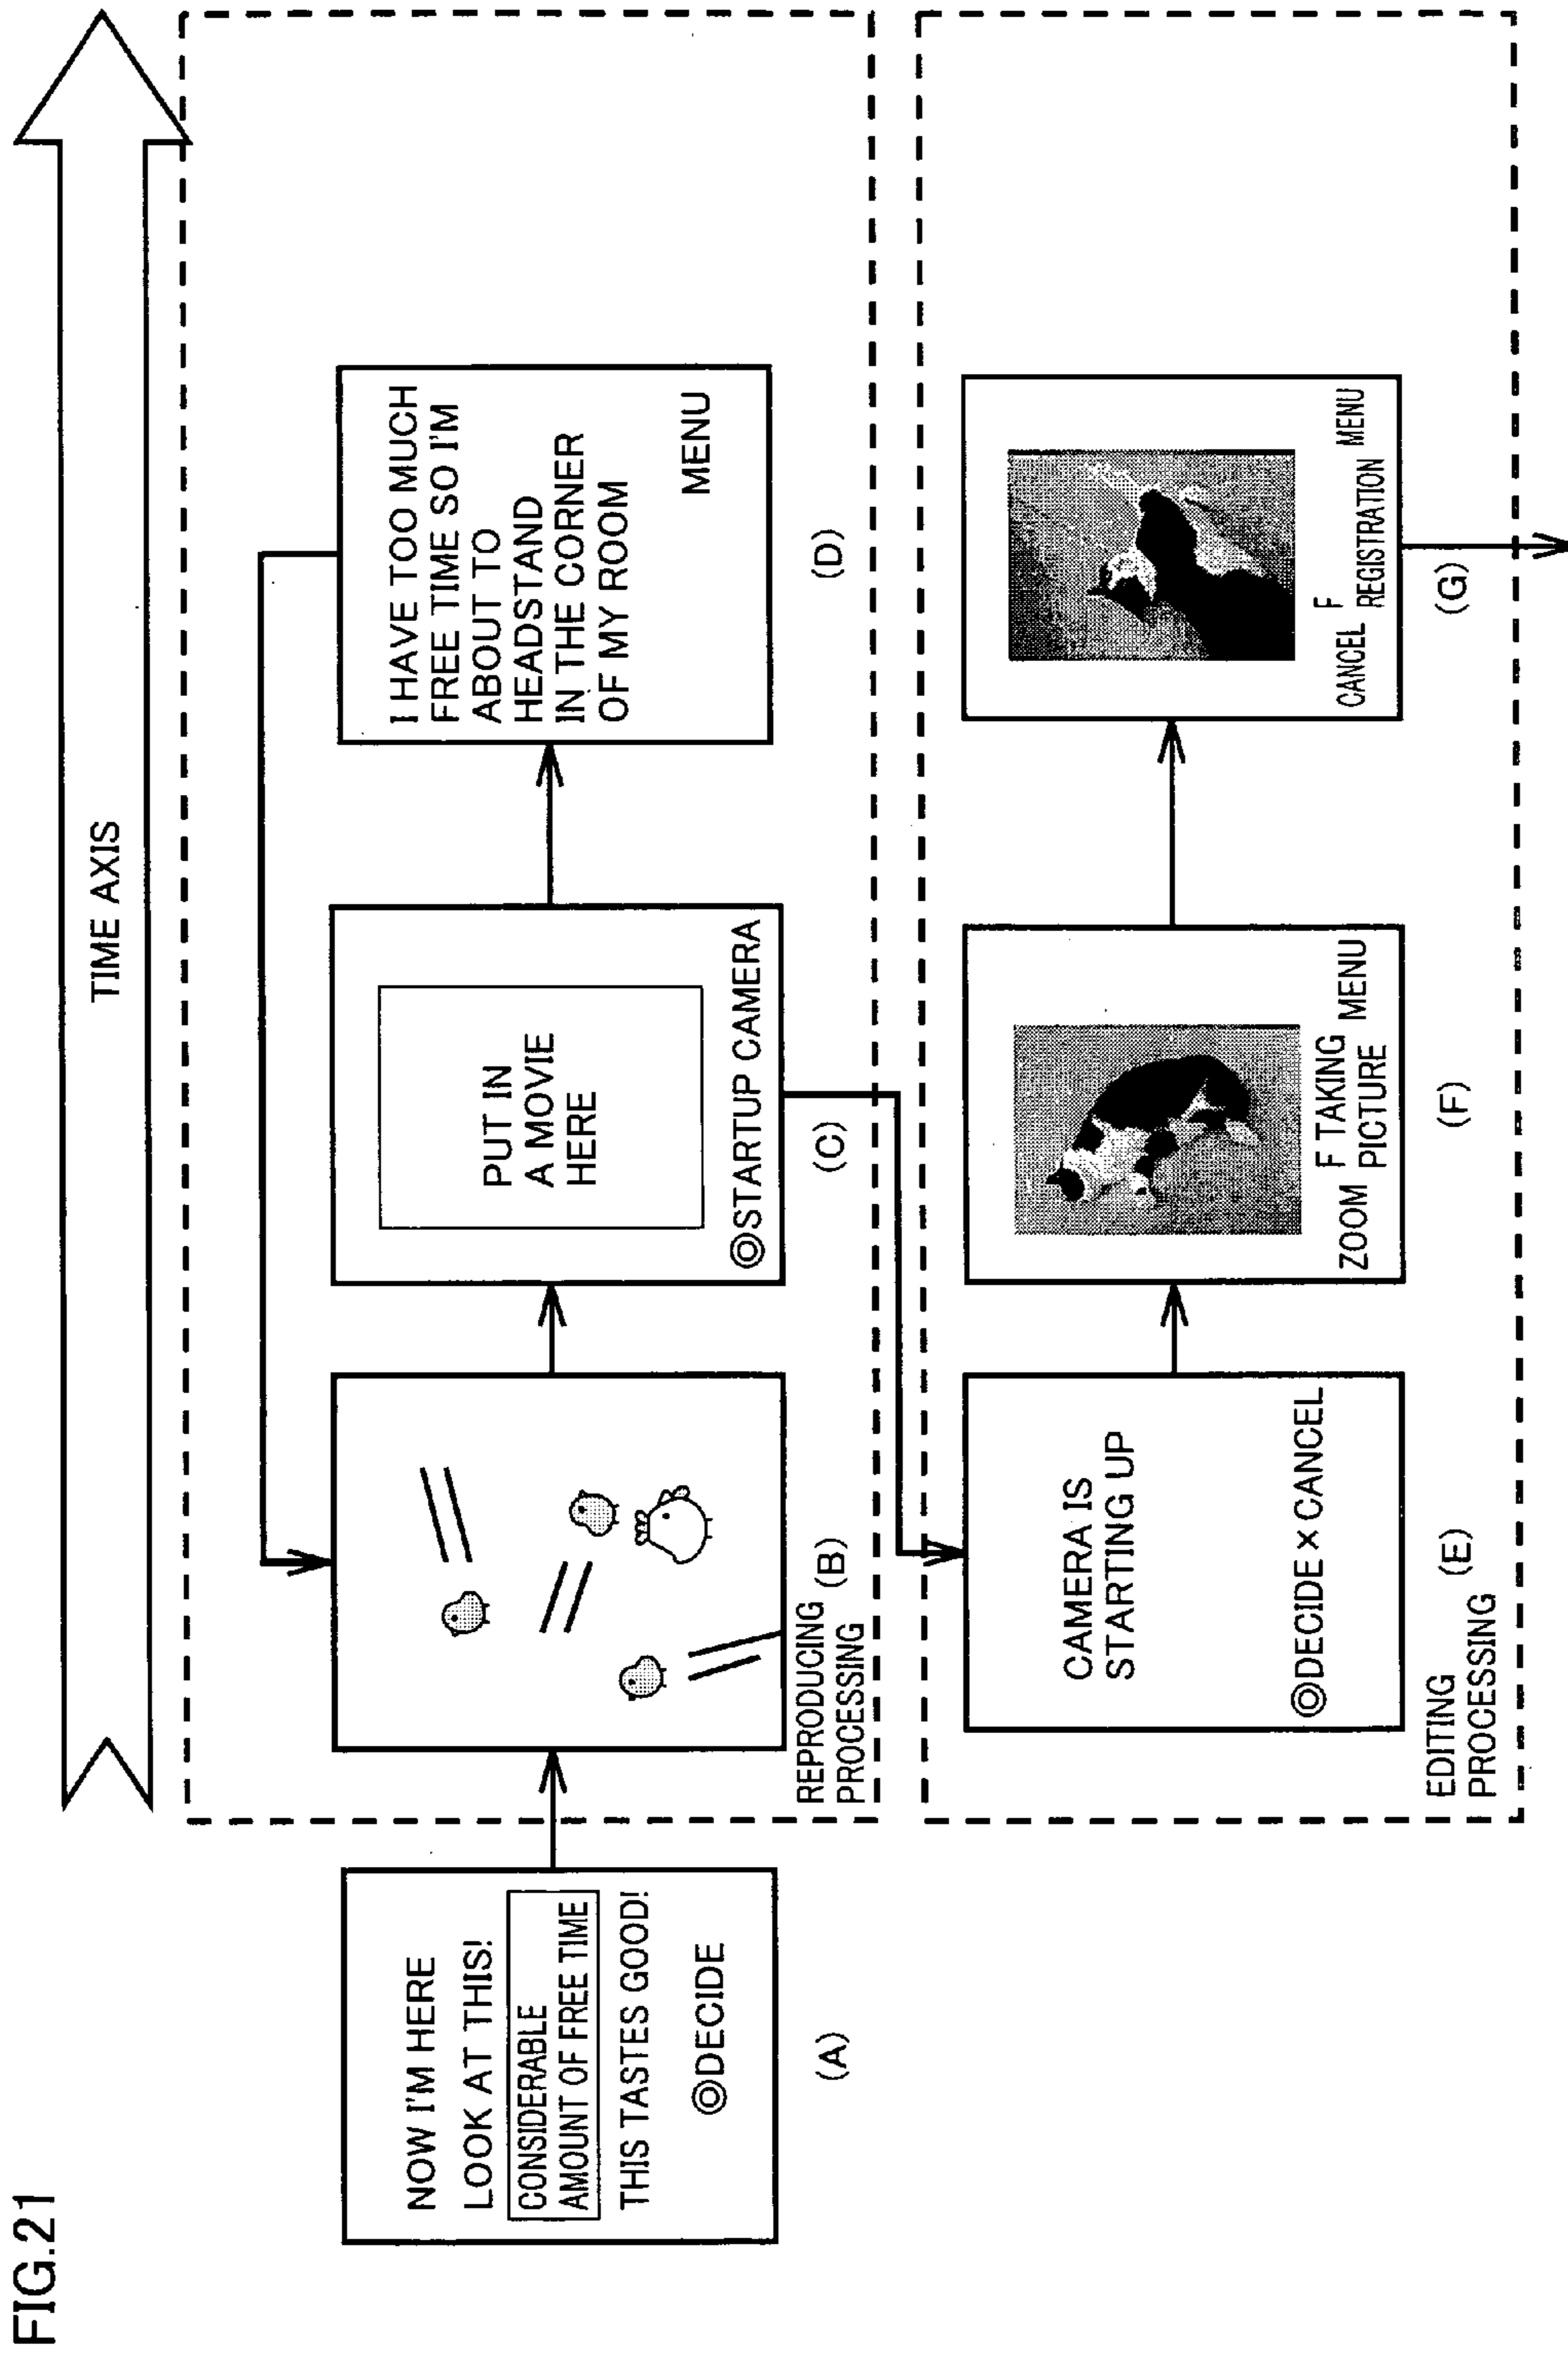 FIG.21
TIME AXIS
NOW I'M HERE
LOOK AT THIS!
CONSIDERABLE
AMOUNT OF FREE TIME
THIS TASTES GOOD!
◎DECIDE
(A)
REPRODUCING
PROCESSING
(B)
PUT IN
A MOVIE
HERE
◎STARTUP CAMERA
(C)
I HAVE TOO MUCH
FREE TIME SO I'M
ABOUT TO
HEADSTAND
IN THE CORNER
OF MY ROOM
MENU
(D)
CAMERA IS
STARTING UP
◎DECIDE × CANCEL
EDITING
PROCESSING
(E)
ZOOM F TAKING MENU
PICTURE
(F)
CANCEL F MENU
REGISTRATION
(G)